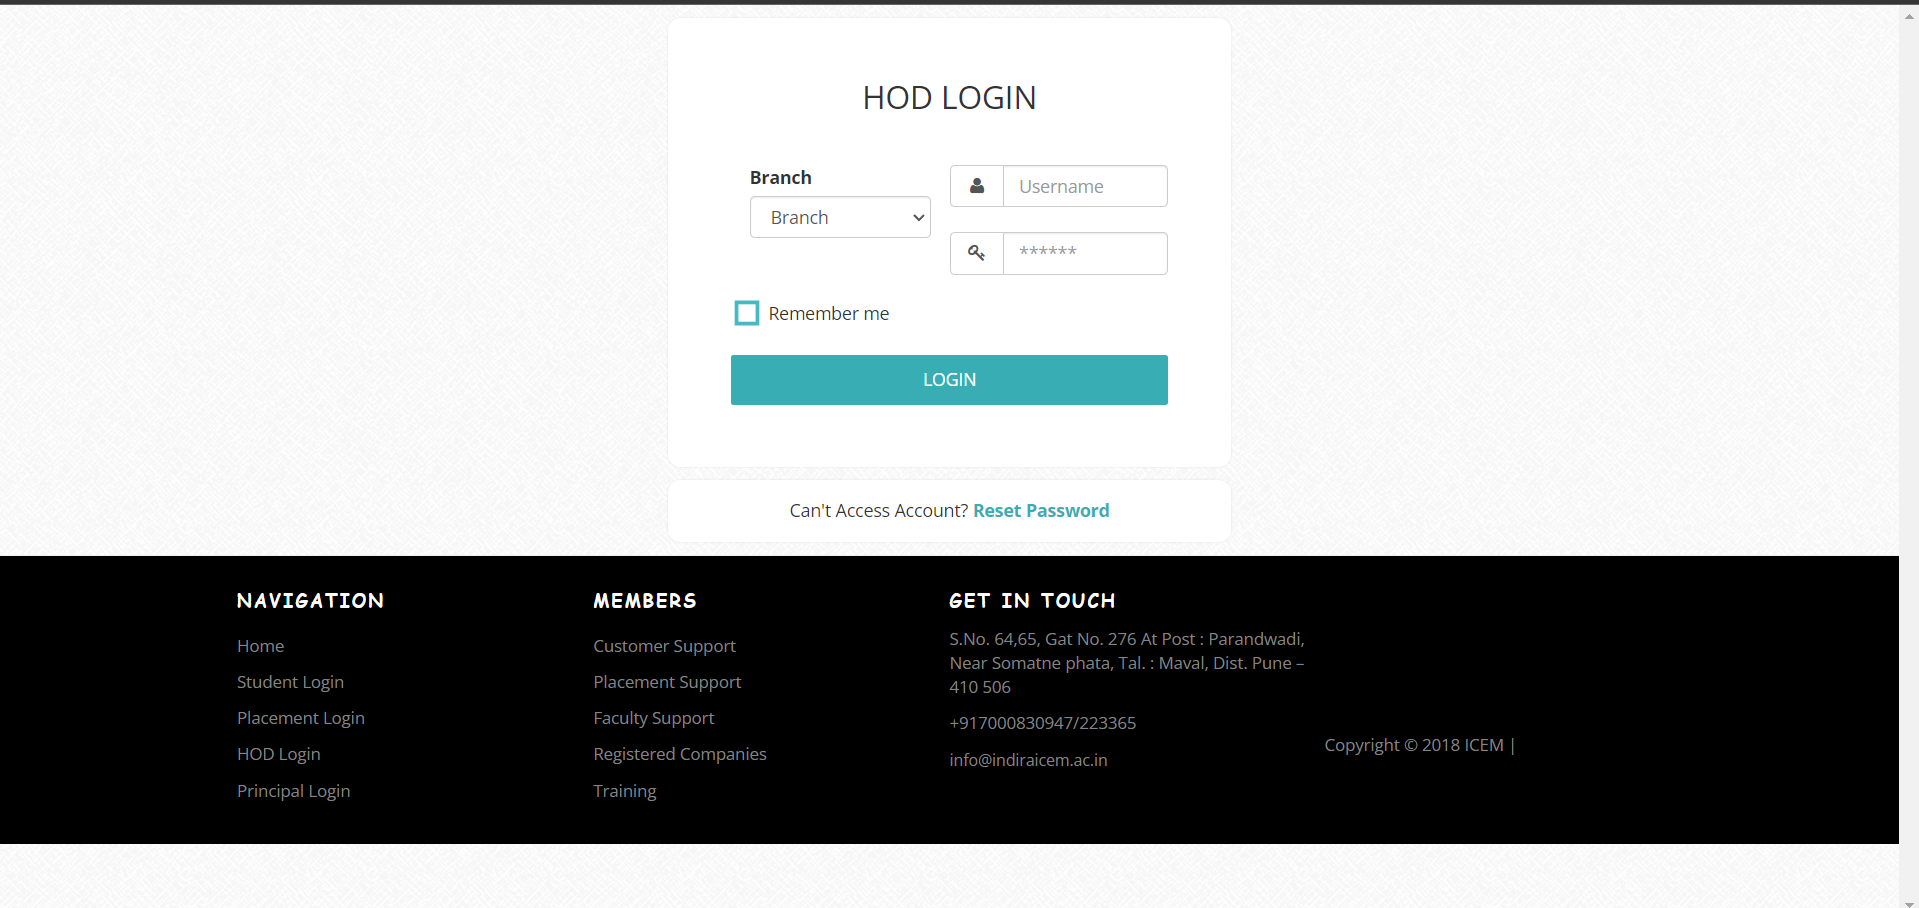 HOD LOGIN
Branch
Branch
Username
******
Remember me
LOGIN
Can't Access Account? Reset Password
NAVIGATION
Home
Student Login
Placement Login
HOD Login
Principal Login
MEMBERS
Customer Support
Placement Support
Faculty Support
Registered Companies
Training
GET IN TOUCH
S.No. 64,65, Gat No. 276 At Post : Parandwadi,
Near Somatne phata, Tal. : Maval, Dist. Pune –
410 506
+917000830947/223365
info@indiraicem.ac.in
Copyright © 2018 ICEM |